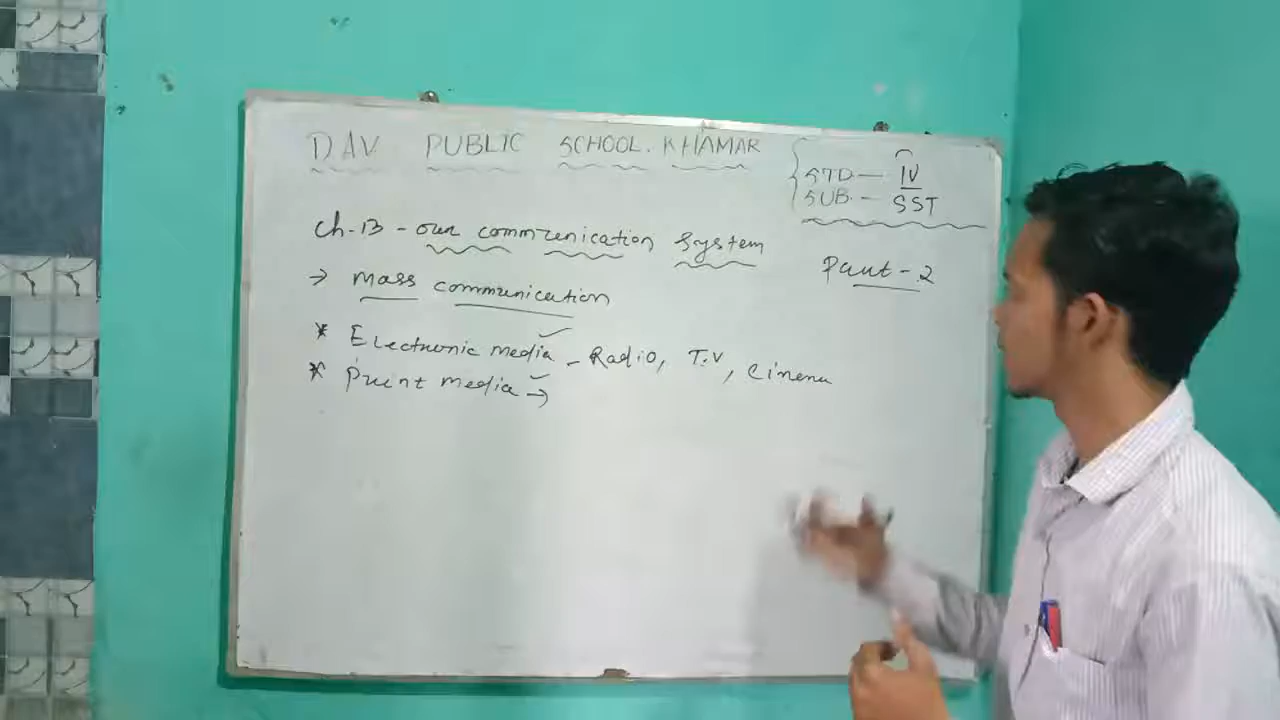 DAV PUBLIC SCHOOL. KHAMAR
STD — IV
SUB. — SST
Ch.13 - our communication system
Part - 2
→ Mass communication
* Electronic media - Radio, T.V, Cinema
* Print media →